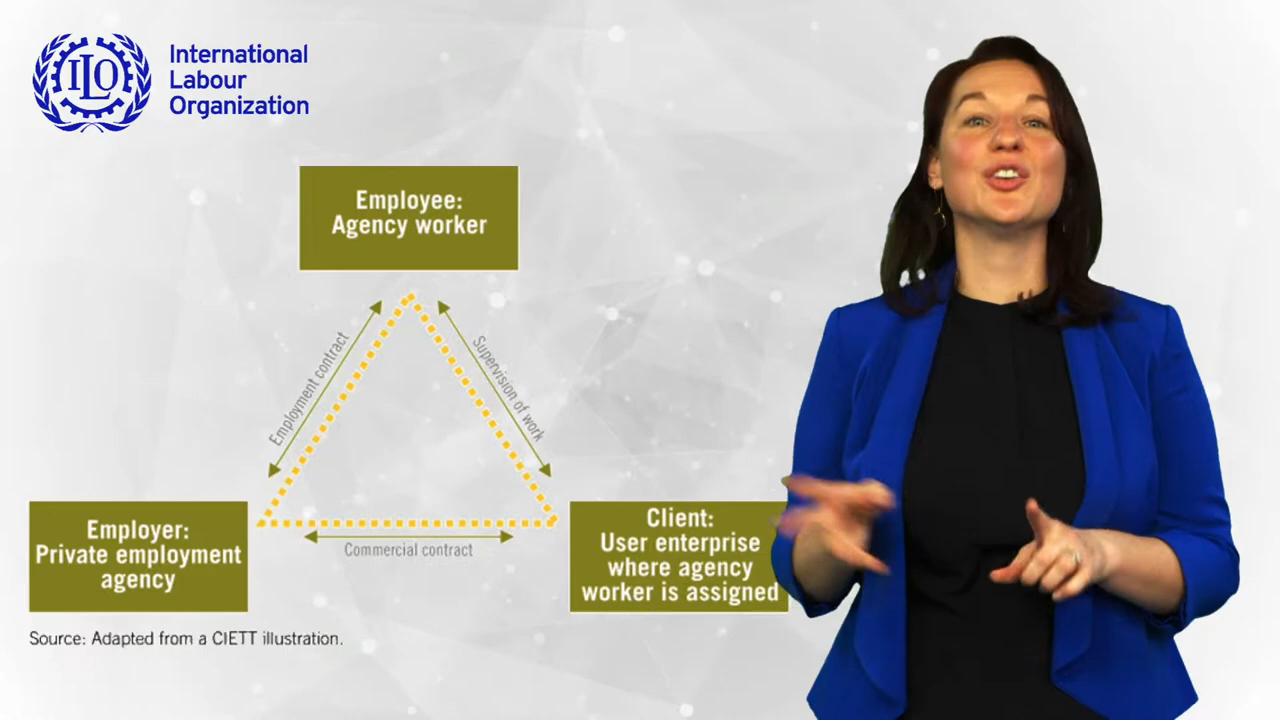 ILO
International
Labour
Organization
Employee:
Agency worker
Employment contract
Supervision of work
Employer:
Private employment
agency
Commercial contract
Client:
User enterprise
where agency
worker is assigned
Source: Adapted from a CIETT illustration.